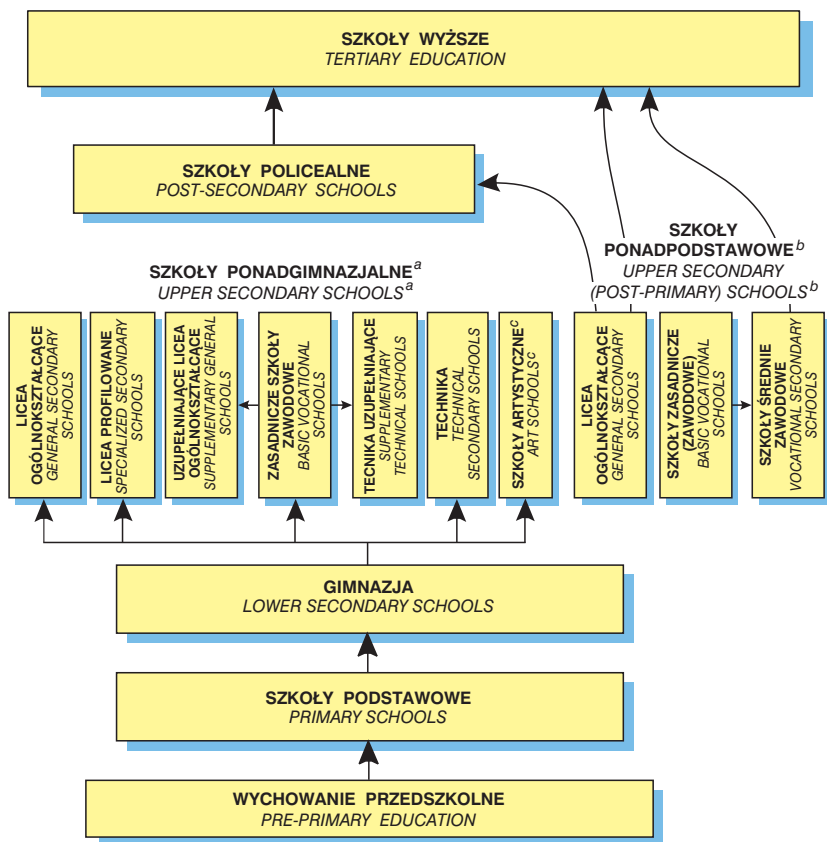 SZKOŁY WYŻSZE
TERTIARY EDUCATION
SZKOŁY POLICEALNE
POST-SECONDARY SCHOOLS
SZKOŁY
PONADPODSTAWOWE b
UPPER SECONDARY
(POST-PRIMARY) SCHOOLS b
SZKOŁY PONADGIMNAZJALNE a
UPPER SECONDARY SCHOOLS a
LICEA
OGÓLNOKSZTAŁCĄCE
GENERAL SECONDARY
SCHOOLS
LICEA PROFILOWANE
SPECIALIZED SECONDARY
SCHOOLS
UZUPEŁNIAJĄCE LICEA
OGÓLNOKSZTAŁCĄCE
SUPPLEMENTARY GENERAL
SCHOOLS
ZASADNICZE SZKOŁY
ZAWODOWE
BASIC VOCATIONAL
SCHOOLS
TECNIKA UZUPEŁNIAJĄCE
SUPPLEMENTARY
TECHNICAL SCHOOLS
TECHNIKA
TECHNICAL
SECONDARY SCHOOLS
SZKOŁY ARTYSTYCZNE c
ART SCHOOLS c
LICEA
OGÓLNOKSZTAŁCĄCE
GENERAL SECONDARY
SCHOOLS
SZKOŁY ZASADNICZE
(ZAWODOWE)
BASIC VOCATIONAL
SCHOOLS
SZKOŁY ŚREDNIE
ZAWODOWE
VOCATIONAL SECONDARY
SCHOOLS
GIMNAZJA
LOWER SECONDARY SCHOOLS
SZKOŁY PODSTAWOWE
PRIMARY SCHOOLS
WYCHOWANIE PRZEDSZKOLNE
PRE-PRIMARY EDUCATION